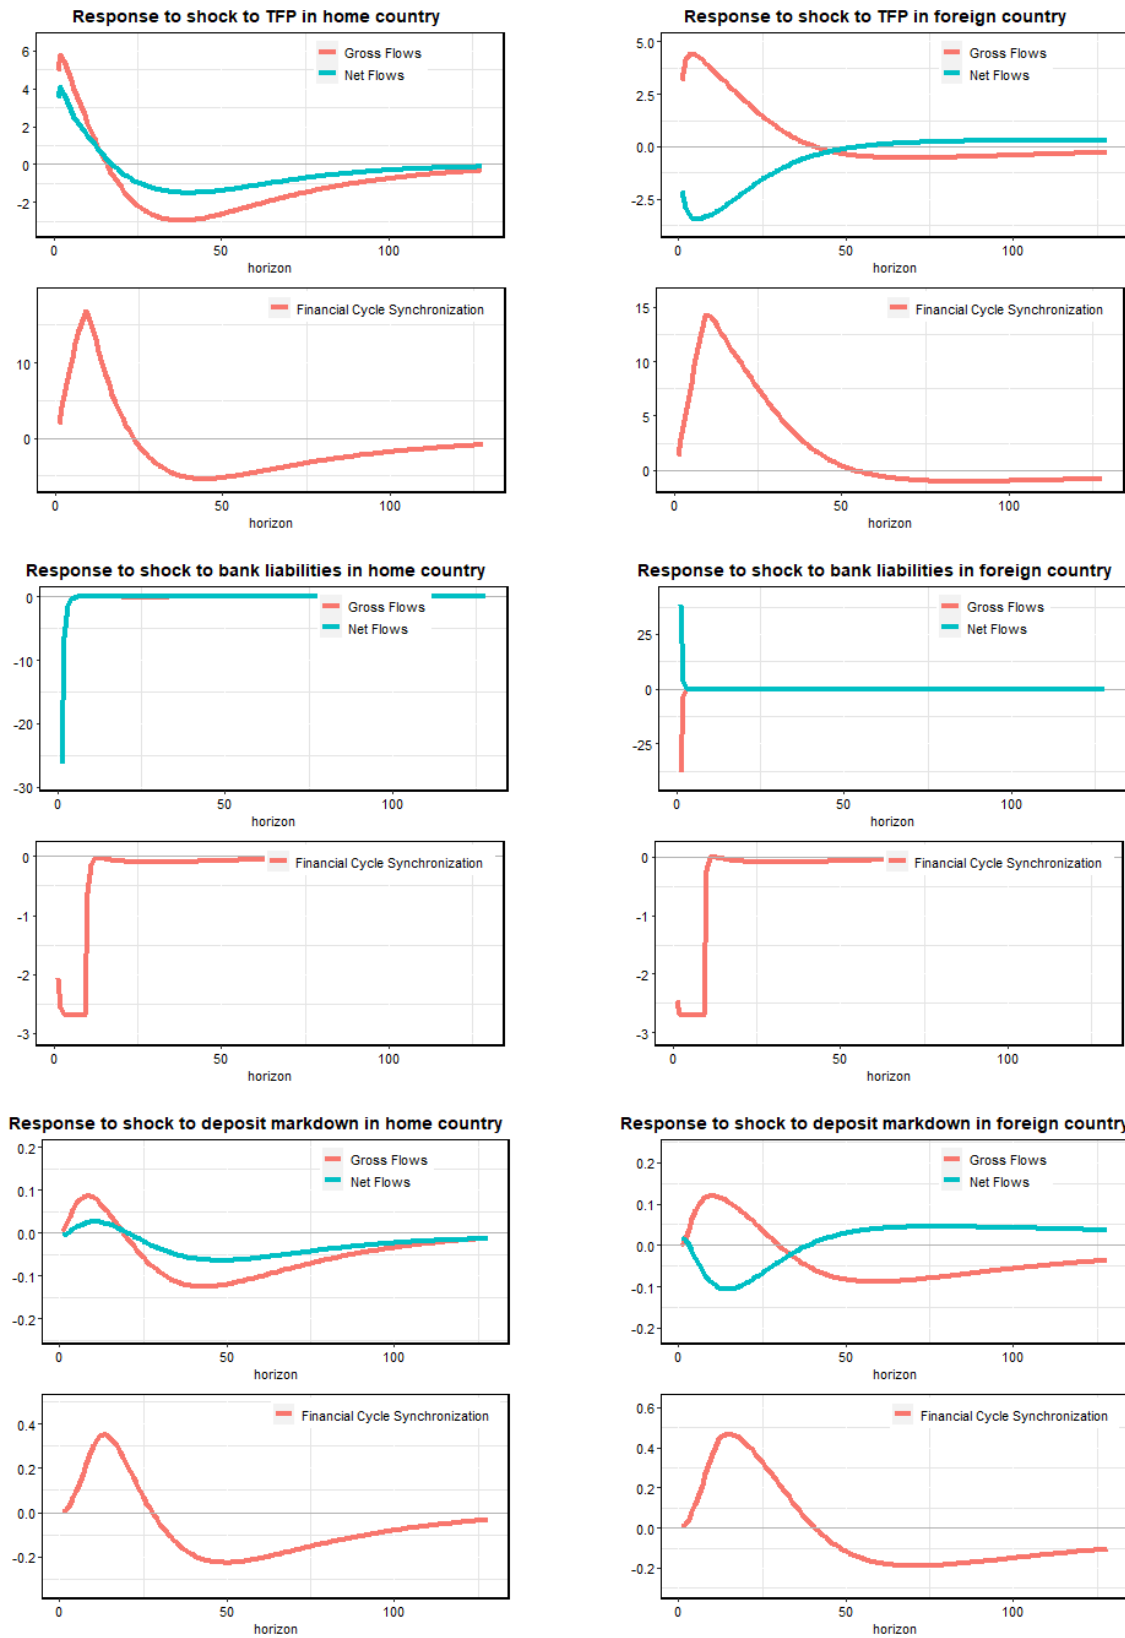 Response to shock to TFP in home country
6
4
2
0
-2
Gross Flows
Net Flows
0 50 100
horizon
10
0
Financial Cycle Synchronization
0 50 100
horizon
Response to shock to TFP in foreign country
5.0
2.5
0.0
-2.5
Gross Flows
Net Flows
0 50 100
horizon
15
10
5
0
Financial Cycle Synchronization
0 50 100
horizon
Response to shock to bank liabilities in home country
0
-10
-20
-30
Gross Flows
Net Flows
0 50 100
horizon
0
-1
-2
-3
Financial Cycle Synchronization
0 50 100
horizon
Response to shock to bank liabilities in foreign country
25
0
-25
Gross Flows
Net Flows
0 50 100
horizon
0
-1
-2
-3
Financial Cycle Synchronization
0 50 100
horizon
Response to shock to deposit markdown in home country
0.2
0.1
0.0
-0.1
-0.2
Gross Flows
Net Flows
0 50 100
horizon
0.4
0.2
0.0
-0.2
Financial Cycle Synchronization
0 50 100
horizon
Response to shock to deposit markdown in foreign country
0.2
0.1
0.0
-0.1
-0.2
Gross Flows
Net Flows
0 50 100
horizon
0.6
0.4
0.2
0.0
-0.2
Financial Cycle Synchronization
0 50 100
horizon